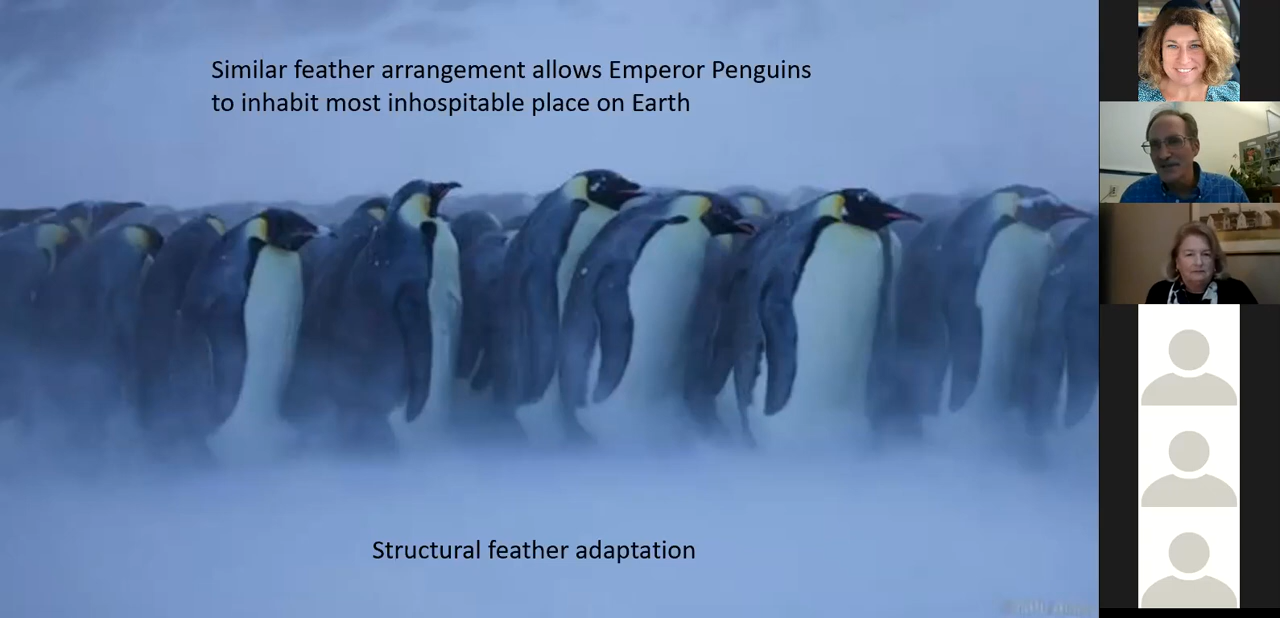 Similar feather arrangement allows Emperor Penguins
to inhabit most inhospitable place on Earth
Structural feather adaptation